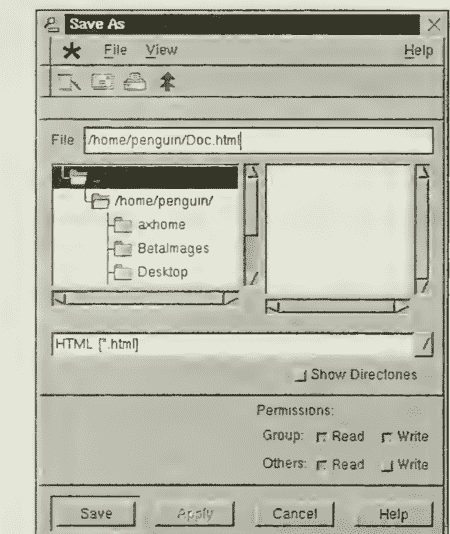 Save As
File View Help
File /home/penguin/Doc.html
/home/penguin/
axhome
BetaImages
Desktop
HTML [*.html]
Show Directories
Permissions:
Group: Read Write
Others: Read Write
Save Apply Cancel Help